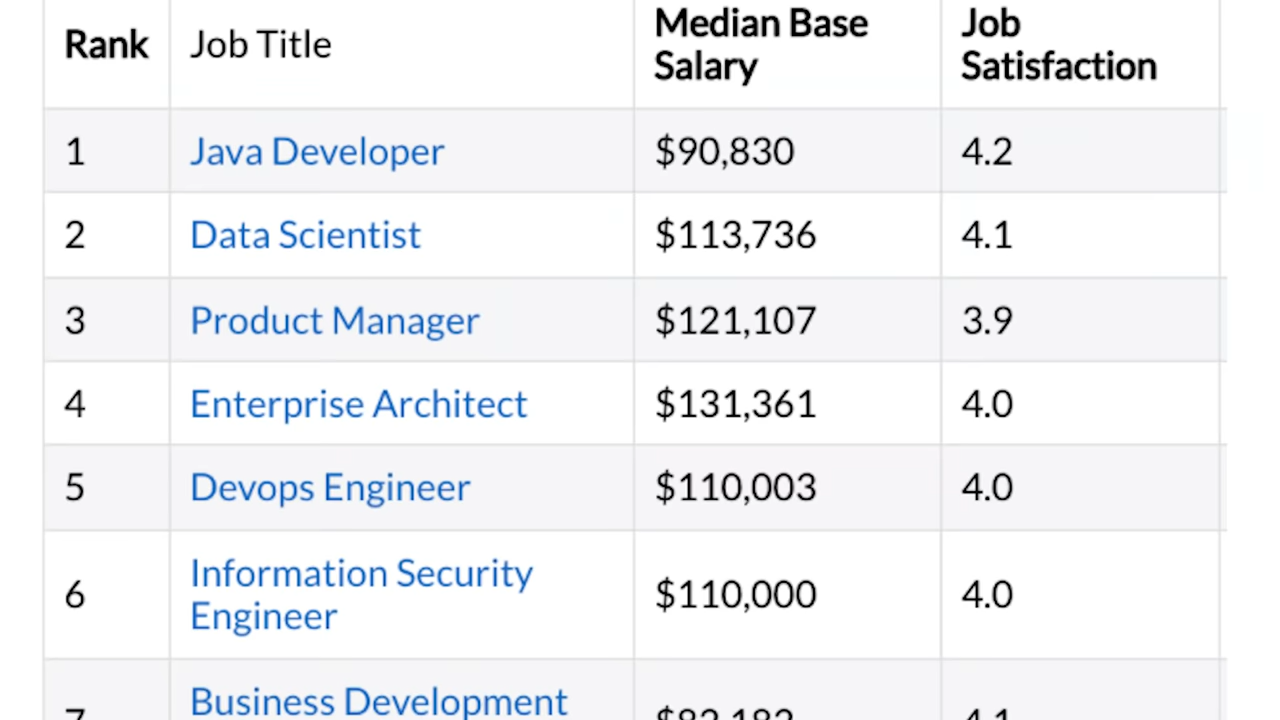 Rank Job Title Median Base Salary Job Satisfaction
1 Java Developer $90,830 4.2
2 Data Scientist $113,736 4.1
3 Product Manager $121,107 3.9
4 Enterprise Architect $131,361 4.0
5 Devops Engineer $110,003 4.0
6 Information Security Engineer $110,000 4.0
Business Development